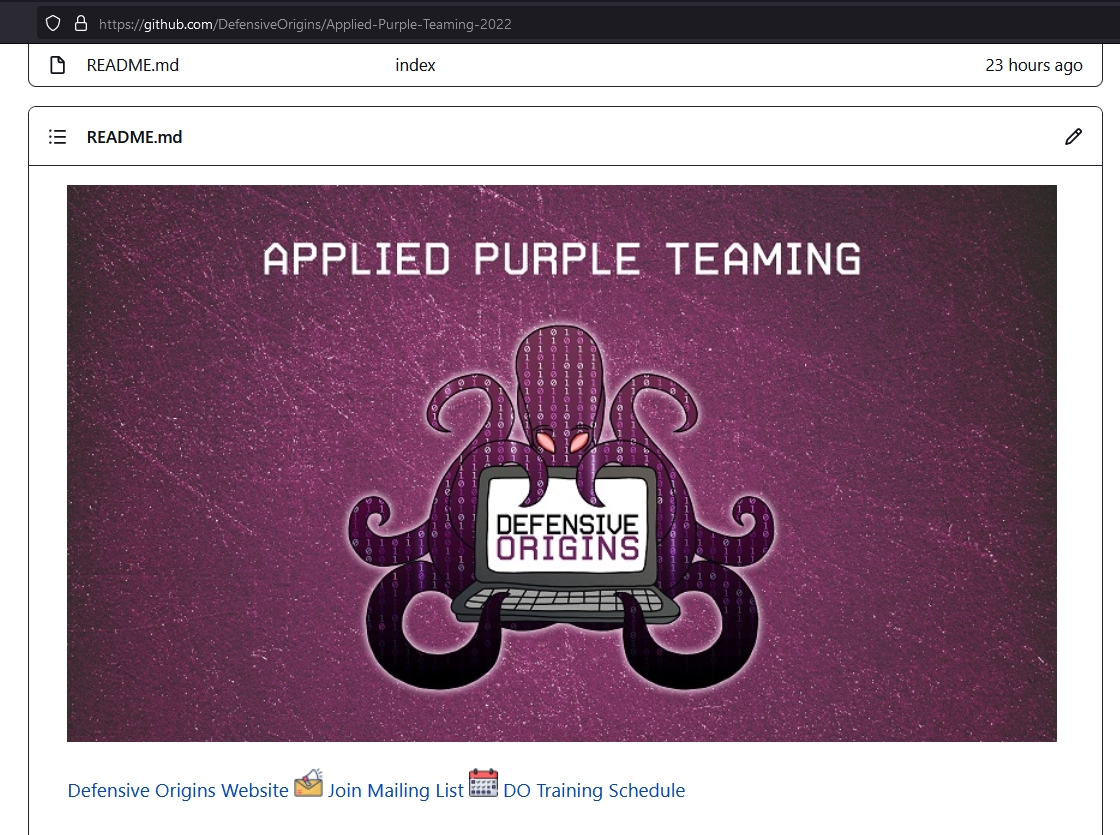 https://github.com/DefensiveOrigins/Applied-Purple-Teaming-2022
README.md index 23 hours ago
README.md
APPLIED PURPLE TEAMING
DEFENSIVE
ORIGINS
Defensive Origins Website Join Mailing List DO Training Schedule